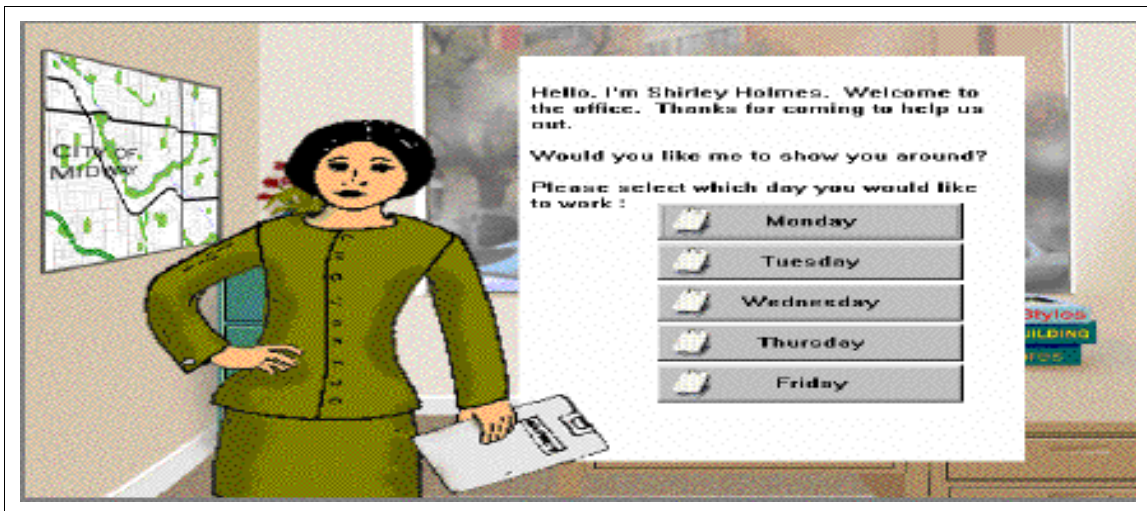 CITY OF
MIDWAY
Hello. I'm Shirley Holmes. Welcome to
the office. Thanks for coming to help us
out.
Would you like me to show you around?
Please select which day you would like
to work :
Monday
Tuesday
Wednesday
Thursday
Friday
Styles
UILDING